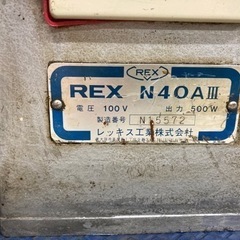 REX
REX N40AIII
電圧 100V 出力 500W
製造番号 N15572
レッキス工業株式会社